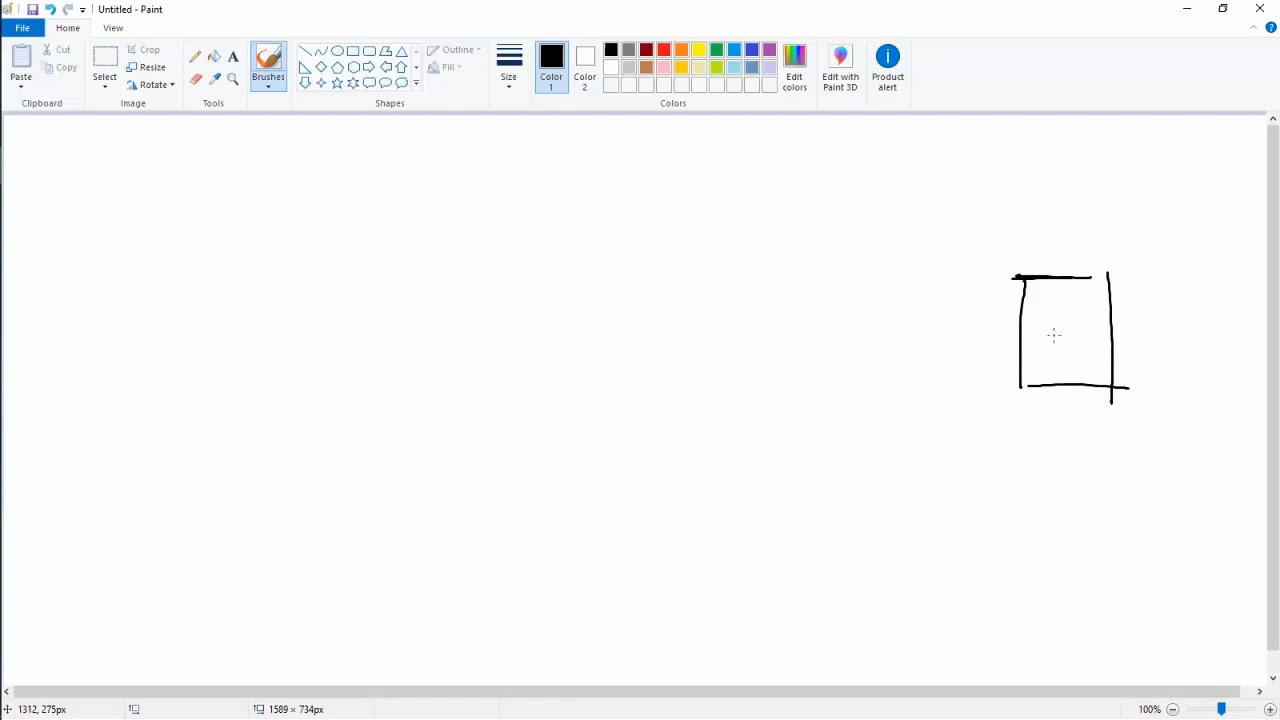 Untitled - Paint
File Home View
Paste
Cut
Copy
Clipboard
Select
Crop
Resize
Rotate
Image
A
Tools
Brushes
Shapes
Outline
Fill
Size
Color 1
Color 2
Colors
Edit colors
Edit with Paint 3D
Product alert
1312, 275px
1589 × 734px
100%